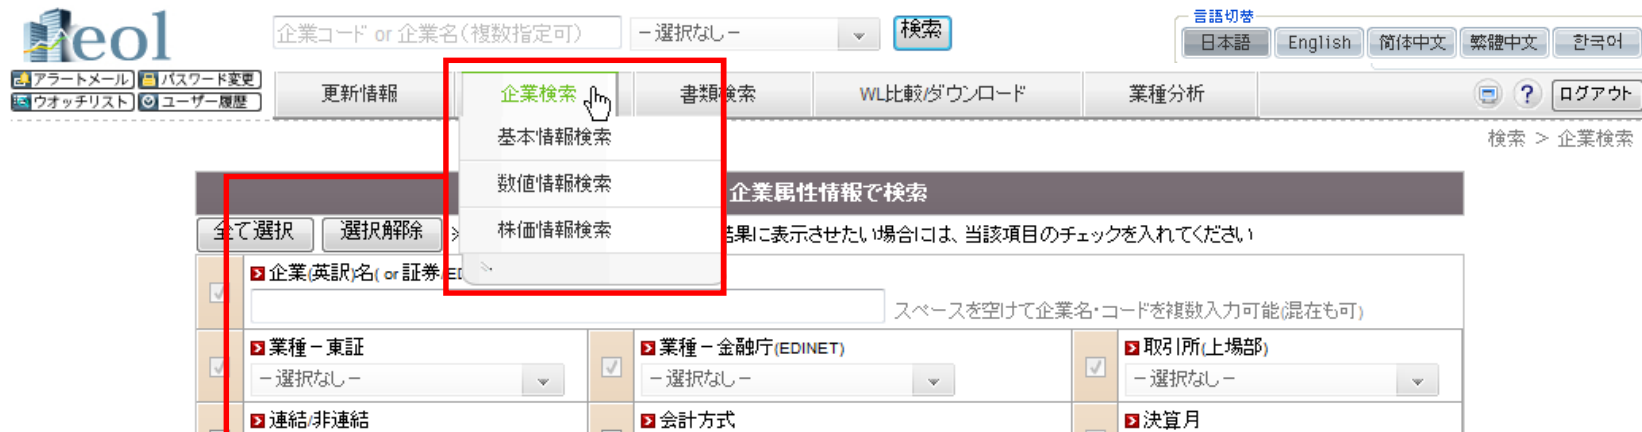 eol
企業コード or 企業名(複数指定可)
－選択なし－
検索
言語切替
日本語
English
简体中文
繁體中文
한국어
アラートメール
パスワード変更
ウオッチリスト
ユーザー履歴
更新情報
企業検索
書類検索
WL比較/ダウンロード
業種分析
?
ログアウト
検索 ＞ 企業検索
基本情報検索
数値情報検索
株価情報検索
企業属性情報で検索
全て選択
選択解除
結果に表示させたい場合には、当該項目のチェックを入れてください
企業(英訳)名( or 証券/ED
スペースを空けて企業名・コードを複数入力可能(混在も可)
業種－東証
業種－金融庁(EDINET)
取引所(上場部)
－選択なし－
－選択なし－
－選択なし－
連結/非連結
会計方式
決算月